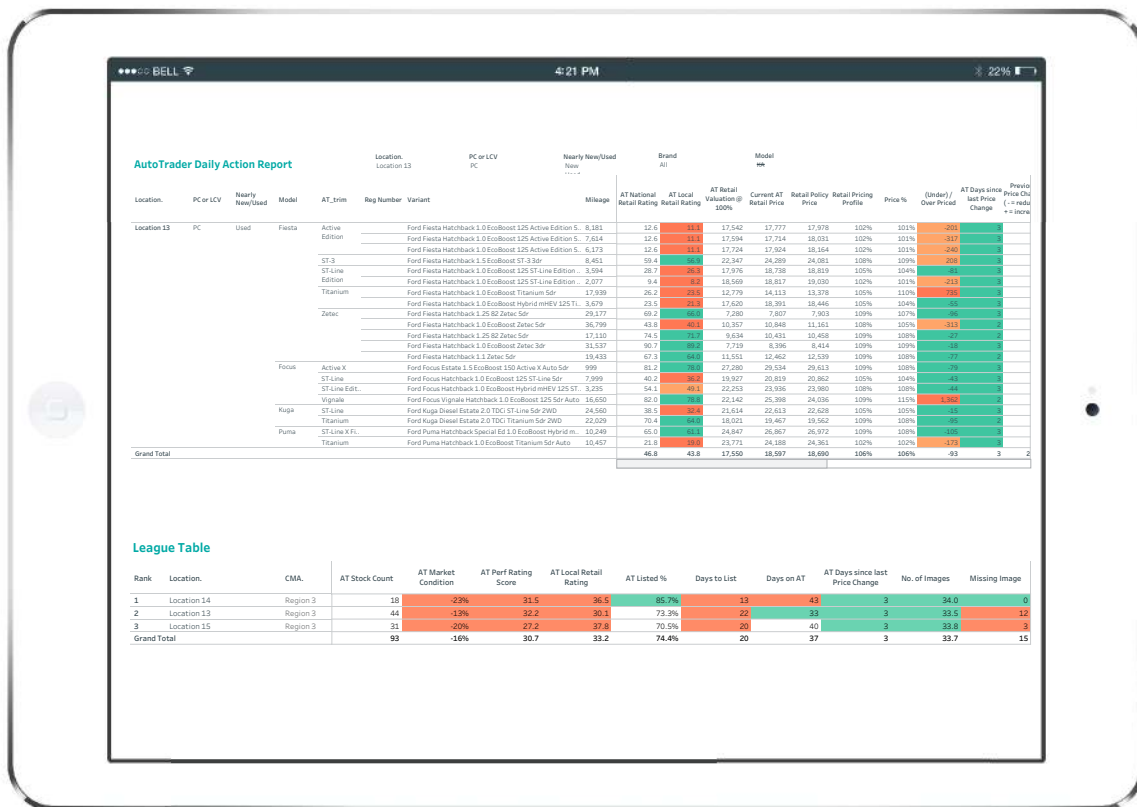 BELL 4:21 PM 22%
Location. PC or LCV Nearly New/Used Brand Model
AutoTrader Daily Action Report Location 13 PC New All
Location. PC or LCV Nearly New/Used Model AT_trim Reg Number Variant Mileage AT National Retail Rating AT Local Retail Rating AT Retail Valuation @ 100% Current AT Retail Price Retail Policy Price Retail Pricing Profile Price % (Under) / Over Priced AT Days since last Price Change Previo Price Cha ( - = redu + = increa
Location 13 PC Used Fiesta Active Edition Ford Fiesta Hatchback 1.0 EcoBoost 125 Active Edition 5.. 8,181 12.6 11.1 17,542 17,777 17,978 102% 101% -201 3
Ford Fiesta Hatchback 1.0 EcoBoost 125 Active Edition 5.. 7,614 12.6 11.1 17,594 17,714 18,031 102% 101% -317 3
Ford Fiesta Hatchback 1.0 EcoBoost 125 Active Edition 5.. 6,173 12.6 11.1 17,724 17,924 18,164 102% 101% -240 3
ST-3 Ford Fiesta Hatchback 1.5 EcoBoost ST-3 3dr 8,451 59.4 56.9 22,347 24,289 24,081 108% 109% 208 3
ST-Line Edition Ford Fiesta Hatchback 1.0 EcoBoost 125 ST-Line Edition .. 3,594 28.7 26.3 17,976 18,738 18,819 105% 104% -81 3
Ford Fiesta Hatchback 1.0 EcoBoost 125 ST-Line Edition .. 2,077 9.4 8.2 18,569 18,817 19,030 102% 101% -213 3
Titanium Ford Fiesta Hatchback 1.0 EcoBoost Titanium 5dr 17,939 26.2 23.5 12,779 14,113 13,378 105% 110% 735 3
Ford Fiesta Hatchback 1.0 EcoBoost Hybrid mHEV 125 Ti.. 3,679 23.5 21.3 17,620 18,391 18,446 105% 104% -55 3
Zetec Ford Fiesta Hatchback 1.25 82 Zetec 5dr 29,177 69.2 66.0 7,280 7,807 7,903 109% 107% -96 3
Ford Fiesta Hatchback 1.0 EcoBoost Zetec 5dr 36,799 43.8 40.1 10,357 10,848 11,161 108% 105% -313 2
Ford Fiesta Hatchback 1.25 82 Zetec 5dr 17,110 74.5 71.7 9,634 10,431 10,458 109% 108% -27 2
Ford Fiesta Hatchback 1.0 EcoBoost Zetec 3dr 31,537 90.7 89.2 7,719 8,396 8,414 109% 109% -18 3
Ford Fiesta Hatchback 1.1 Zetec 5dr 19,433 67.3 64.0 11,551 12,462 12,539 109% 108% -77 2
Focus Active X Ford Focus Estate 1.5 EcoBoost 150 Active X Auto 5dr 999 81.2 78.0 27,280 29,534 29,613 109% 108% -79 3
ST-Line Ford Focus Hatchback 1.0 EcoBoost 125 ST-Line 5dr 7,999 40.2 36.2 19,927 20,819 20,862 105% 104% -43 3
ST-Line Edit.. Ford Focus Hatchback 1.0 EcoBoost Hybrid mHEV 125 ST.. 3,235 54.1 49.1 22,253 23,936 23,980 108% 108% -44 3
Vignale Ford Focus Vignale Hatchback 1.0 EcoBoost 125 5dr Auto 16,650 82.0 78.8 22,142 25,398 24,036 109% 115% 1,362 2
Kuga ST-Line Ford Kuga Diesel Estate 2.0 TDCi ST-Line 5dr 2WD 24,560 38.5 32.4 21,614 22,613 22,628 105% 105% -15 3
Titanium Ford Kuga Diesel Estate 2.0 TDCi Titanium 5dr 2WD 22,029 70.4 64.0 18,021 19,467 19,562 109% 108% -95 2
Puma ST-Line X Fi.. Ford Puma Hatchback Special Ed 1.0 EcoBoost Hybrid m.. 10,249 65.0 61.1 24,847 26,867 26,972 109% 108% -105 3
Titanium Ford Puma Hatchback 1.0 EcoBoost Titanium 5dr Auto 10,457 21.8 19.0 23,771 24,188 24,361 102% 102% -173 3
Grand Total 46.8 43.8 17,550 18,597 18,690 106% 106% -93 3 2
League Table
Rank Location. CMA. AT Stock Count AT Market Condition AT Perf Rating Score AT Local Retail Rating AT Listed % Days to List Days on AT AT Days since last Price Change No. of Images Missing Image
1 Location 14 Region 3 18 -23% 31.5 36.5 85.7% 13 43 3 34.0 0
2 Location 13 Region 3 44 -13% 32.2 30.1 73.3% 22 33 3 33.5 12
3 Location 15 Region 3 31 -20% 27.2 37.8 70.5% 20 40 3 33.8 3
Grand Total 93 -16% 30.7 33.2 74.4% 20 37 3 33.7 15